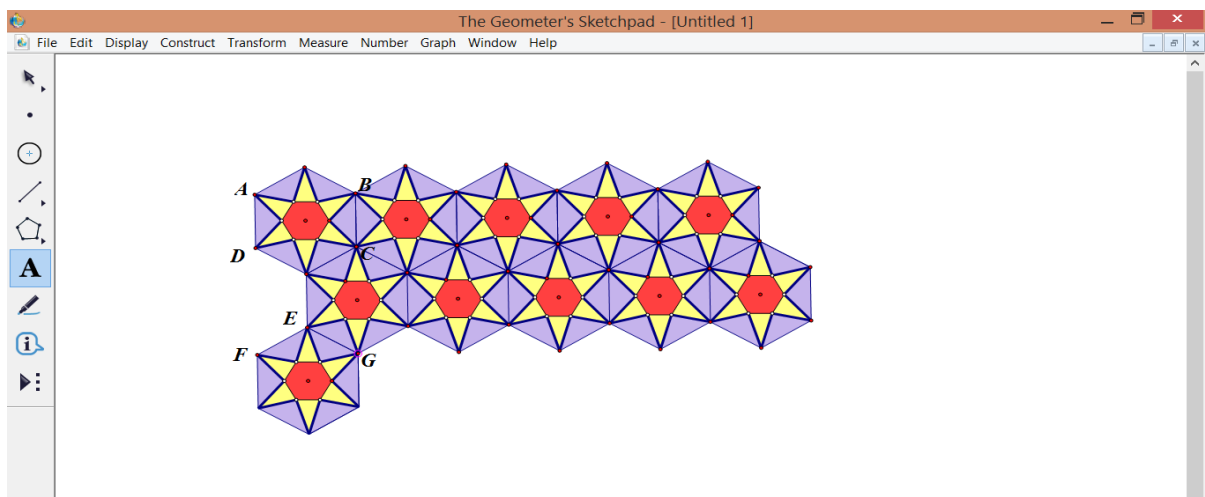 The Geometer's Sketchpad - [Untitled 1]
File Edit Display Construct Transform Measure Number Graph Window Help
A
A B
D C
E
F G